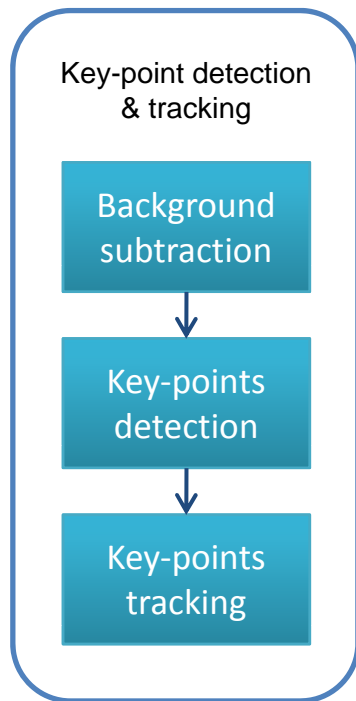 Key-point detection
& tracking
Background
subtraction
Key-points
detection
Key-points
tracking